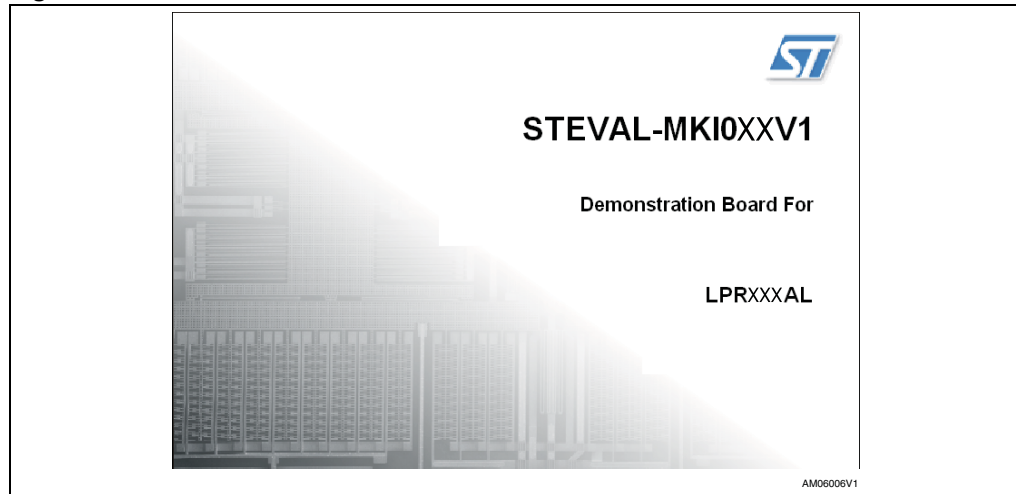 ST
STEVAL-MKI0XXV1
Demonstration Board For
LPRXXXAL
AM06006V1